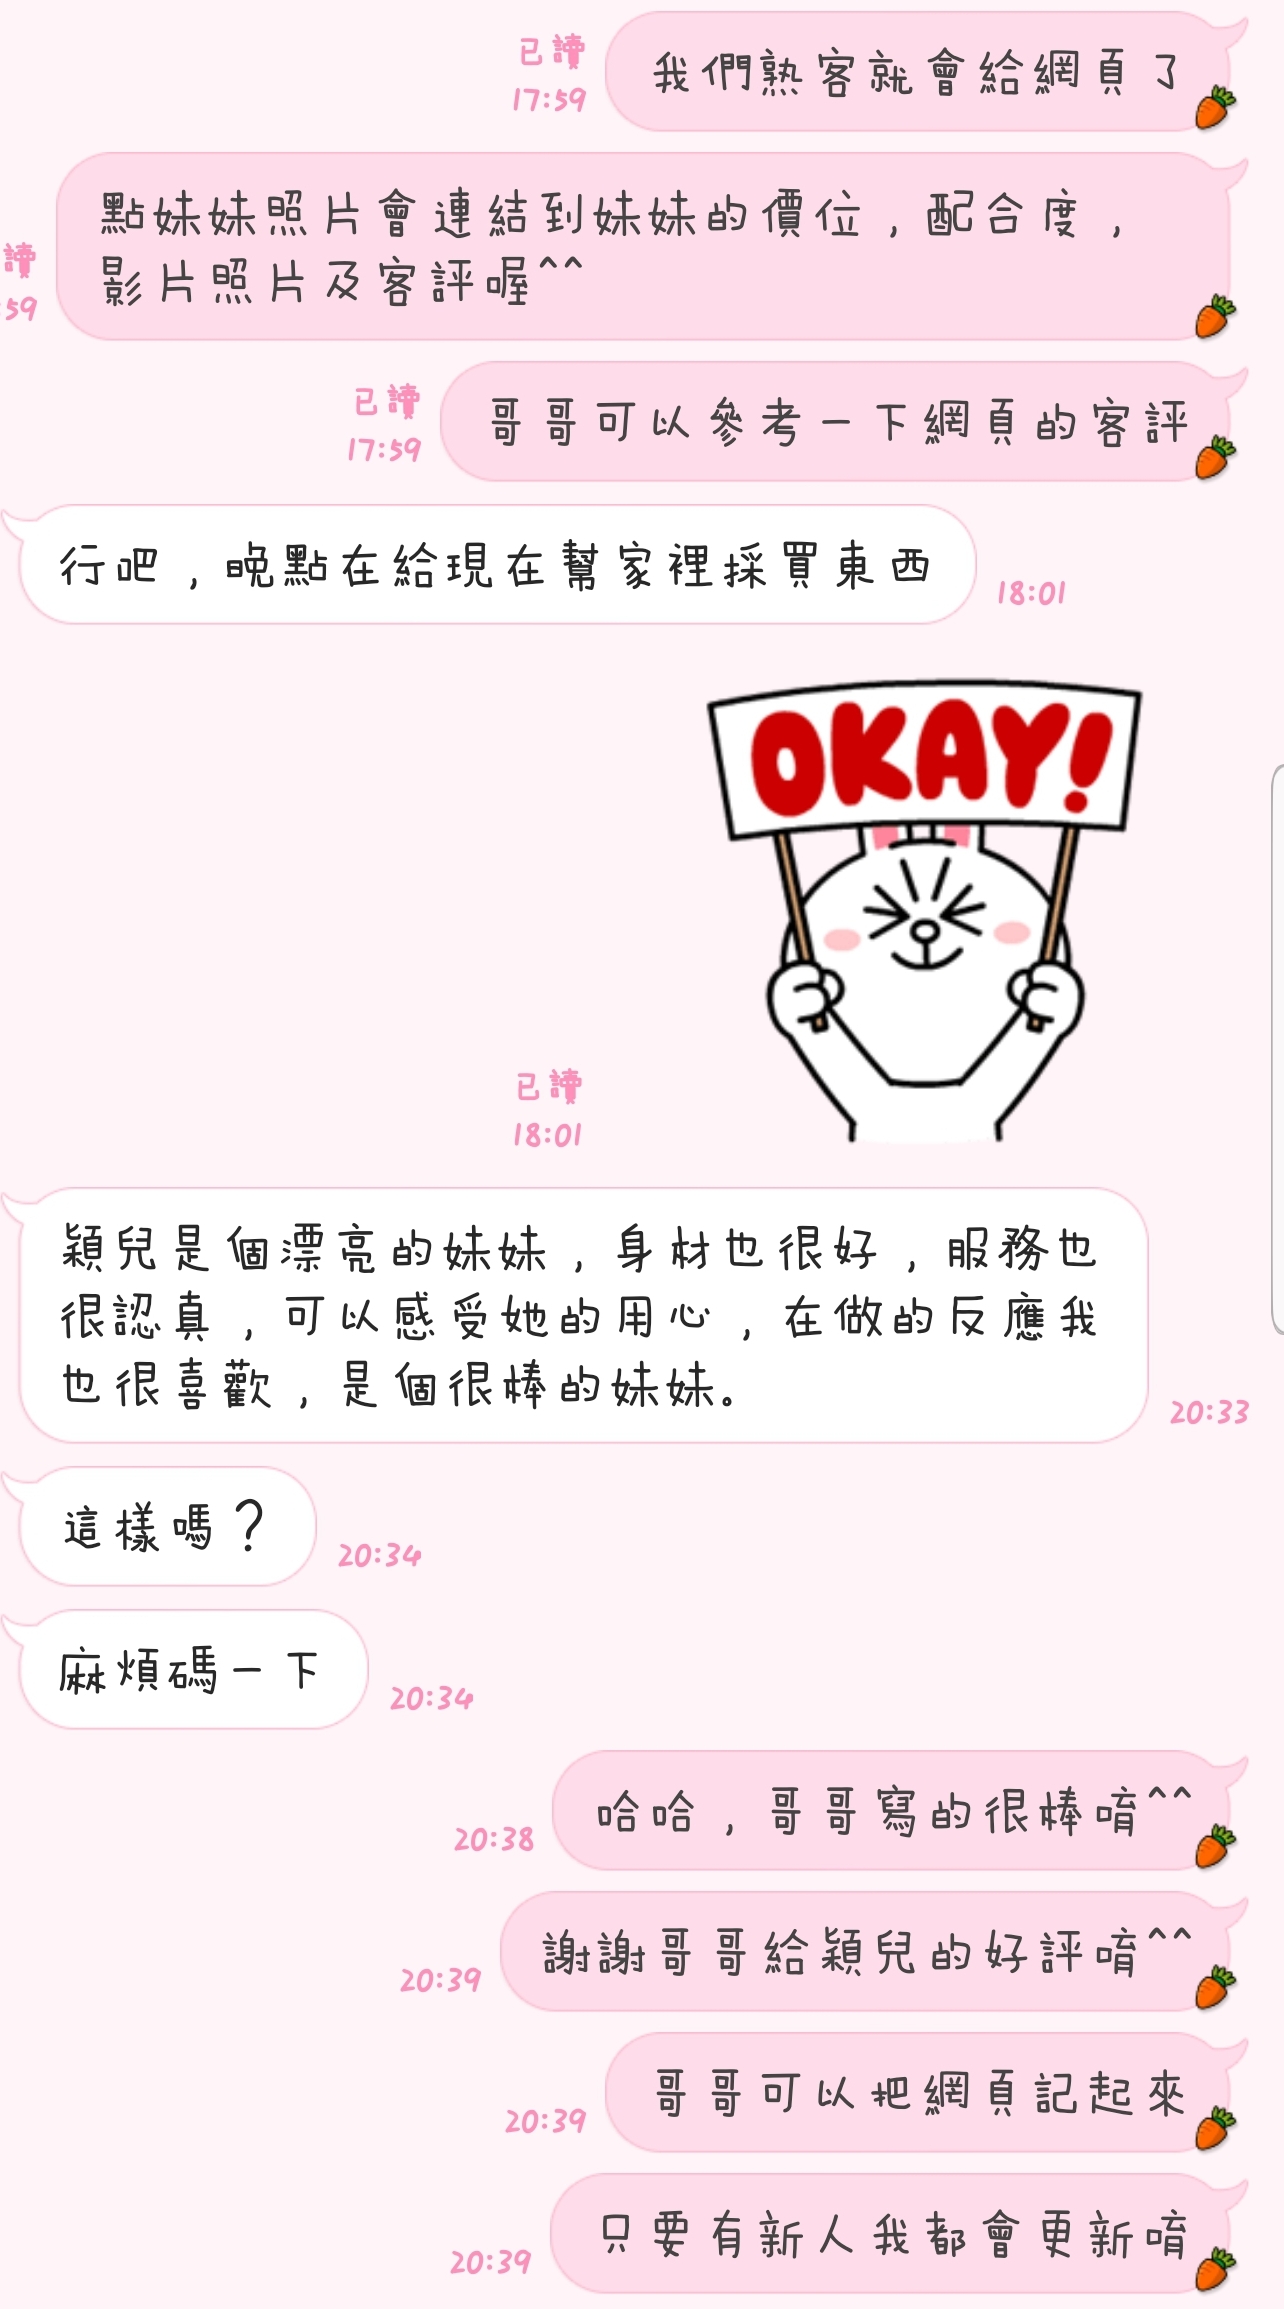 我們熟客就會給網頁了
已讀
17:59
點妹妹照片會連結到妹妹的價位，配合度，
影片照片及客評喔^^
讀
:59
哥哥可以參考一下網頁的客評
已讀
17:59
行吧，晚點在給現在幫家裡採買東西
18:01
OKAY!
已讀
18:01
穎兒是個漂亮的妹妹，身材也很好，服務也
很認真，可以感受她的用心，在做的反應我
也很喜歡，是個很棒的妹妹。
20:33
這樣嗎？
20:34
麻煩碼一下
20:34
哈哈，哥哥寫的很棒唷^^
20:38
謝謝哥哥給穎兒的好評唷^^
20:39
哥哥可以把網頁記起來
20:39
只要有新人我都會更新唷
20:39